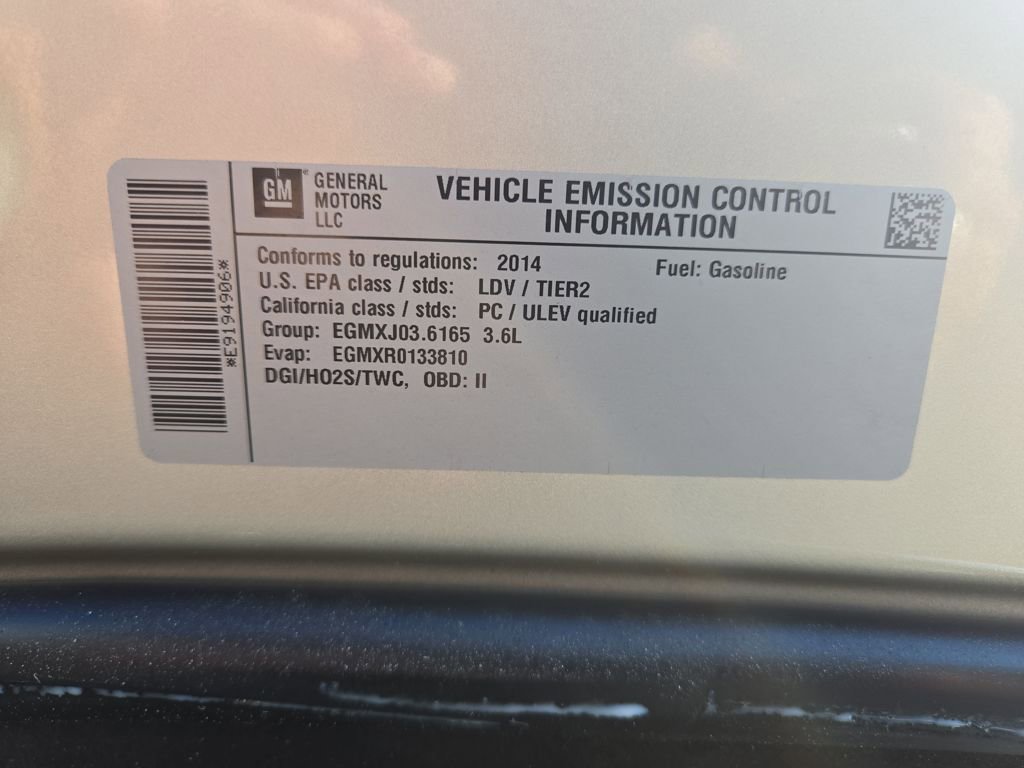 *E9194906*
GM
GENERAL
MOTORS
LLC
VEHICLE EMISSION CONTROL
INFORMATION
Conforms to regulations: 2014 Fuel: Gasoline
U.S. EPA class / stds: LDV / TIER2
California class / stds: PC / ULEV qualified
Group: EGMXJ03.6165 3.6L
Evap: EGMXR0133810
DGI/HO2S/TWC, OBD: II